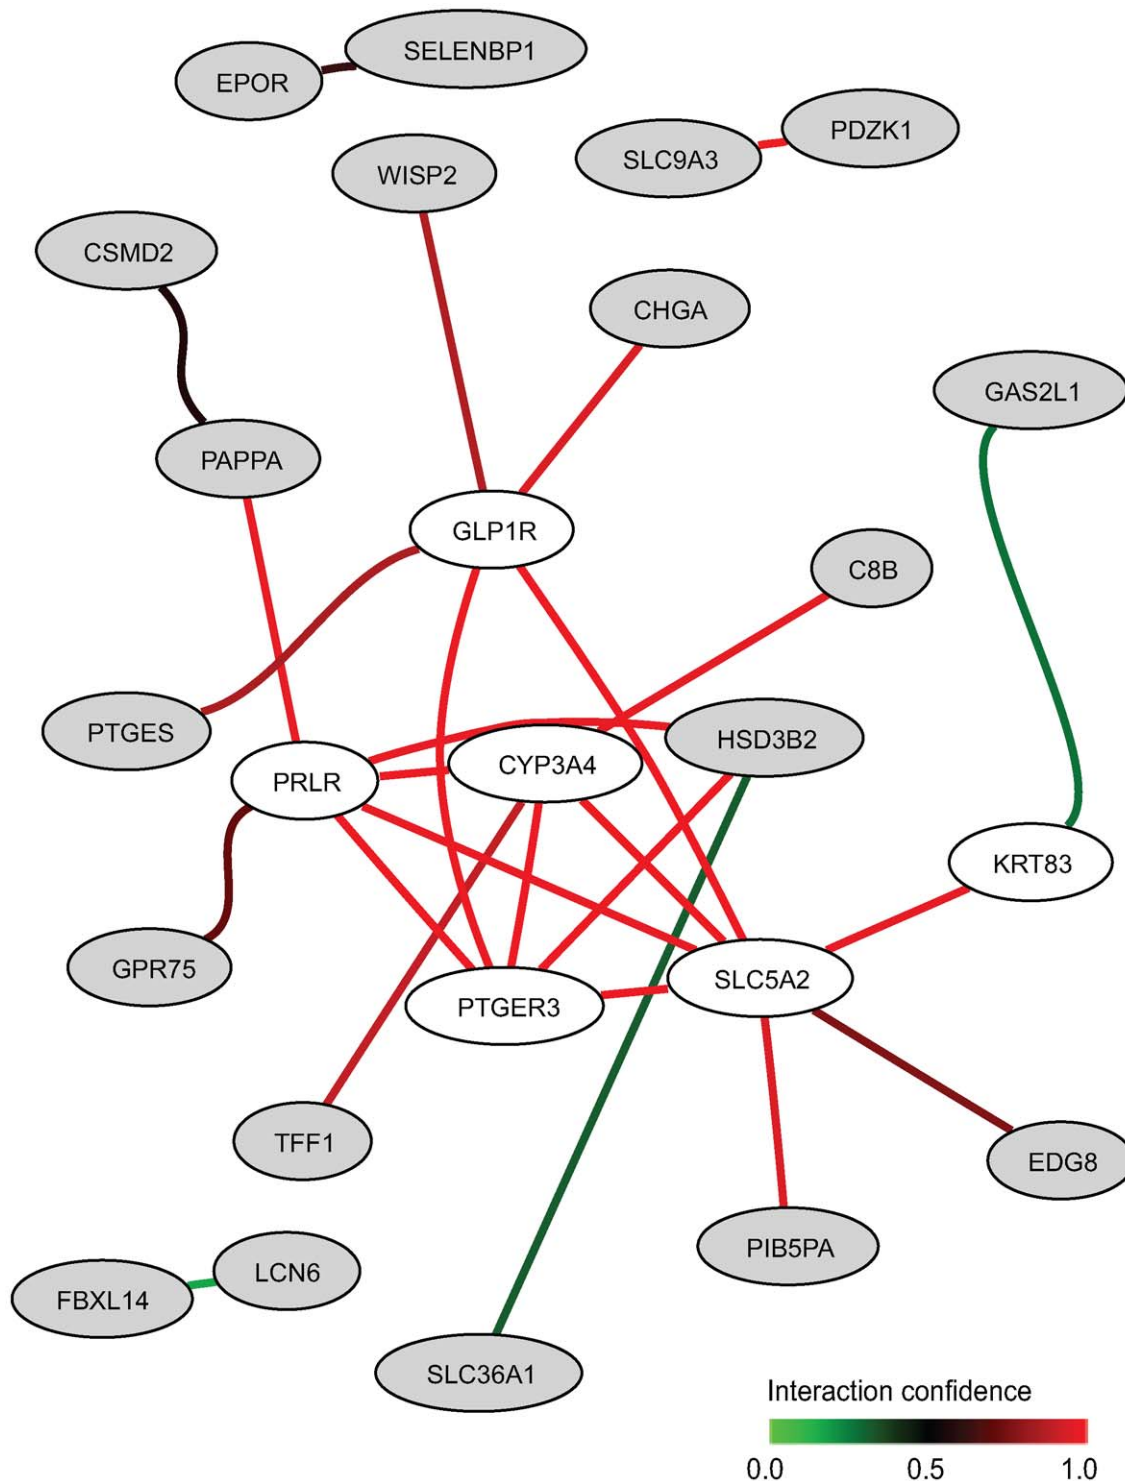 SELENBP1
EPOR
PDZK1
SLC9A3
WISP2
CSMD2
CHGA
GAS2L1
PAPPA
GLP1R
C8B
PTGES
HSD3B2
CYP3A4
PRLR
KRT83
GPR75
SLC5A2
PTGER3
TFF1
EDG8
PIB5PA
LCN6
FBXL14
SLC36A1
Interaction confidence
0.0 0.5 1.0